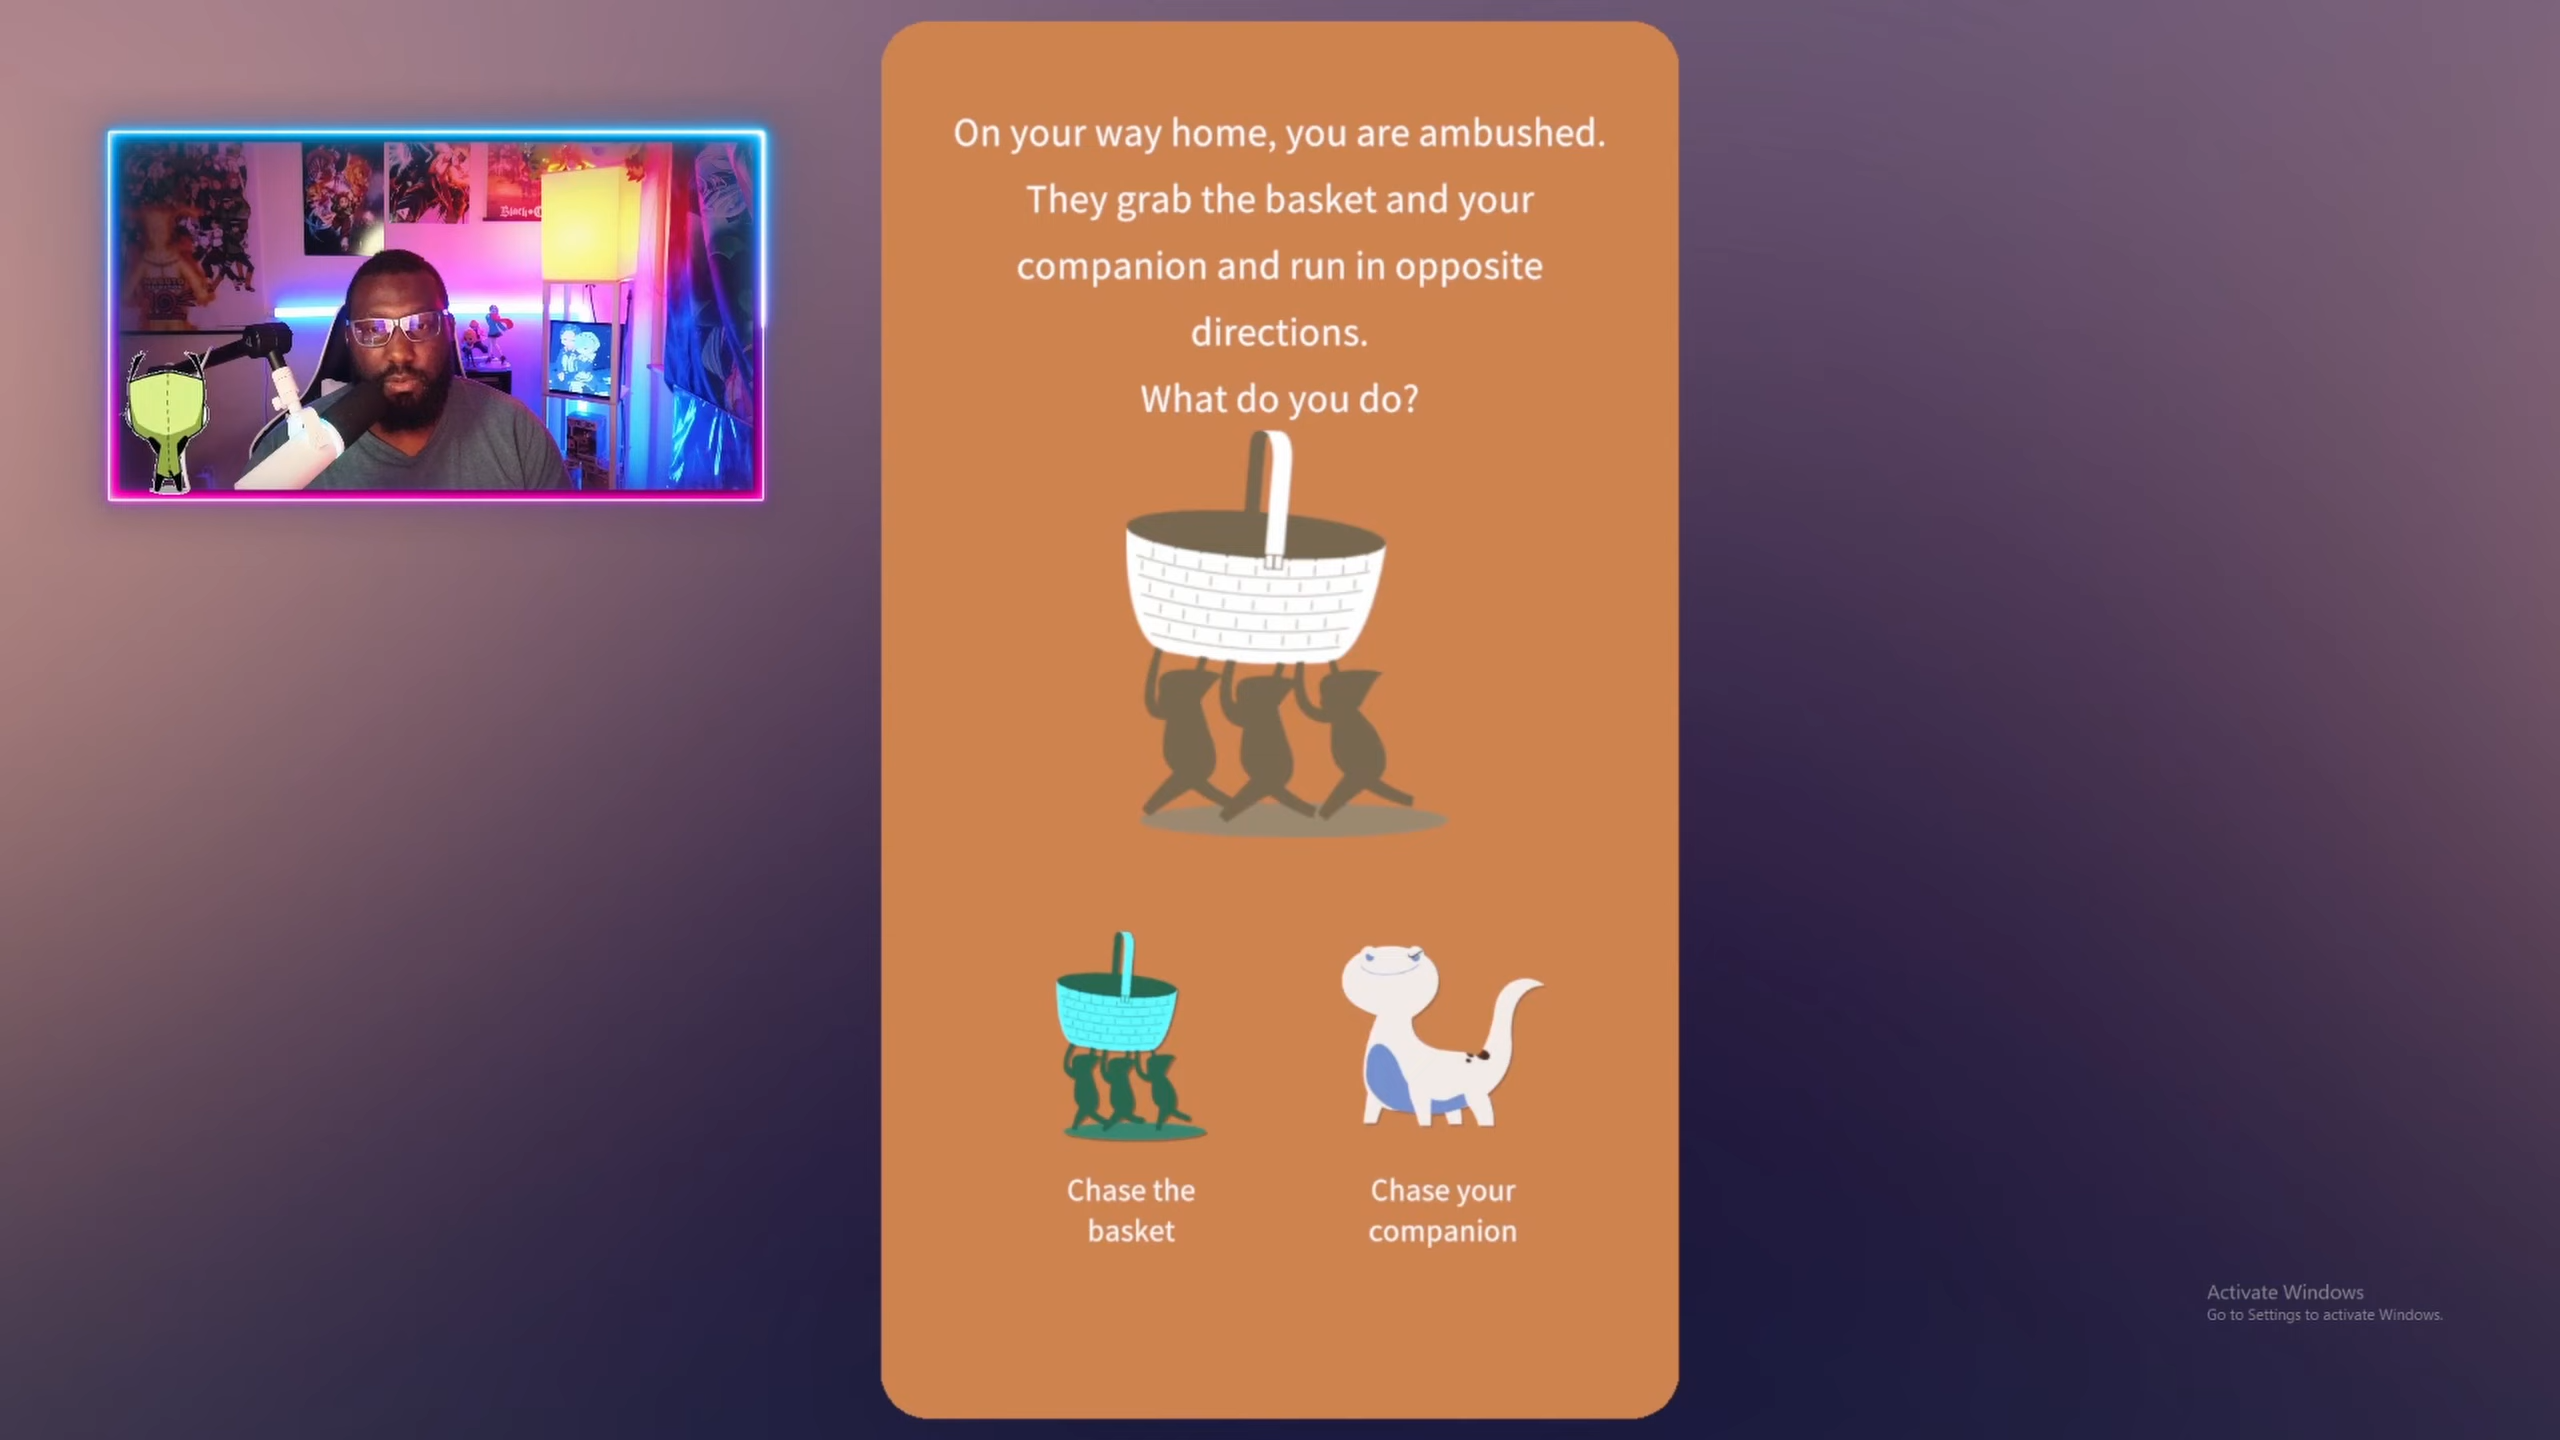 On your way home, you are ambushed.
They grab the basket and your
companion and run in opposite
directions.
What do you do?
Chase the
basket
Chase your
companion
Activate Windows
Go to Settings to activate Windows.